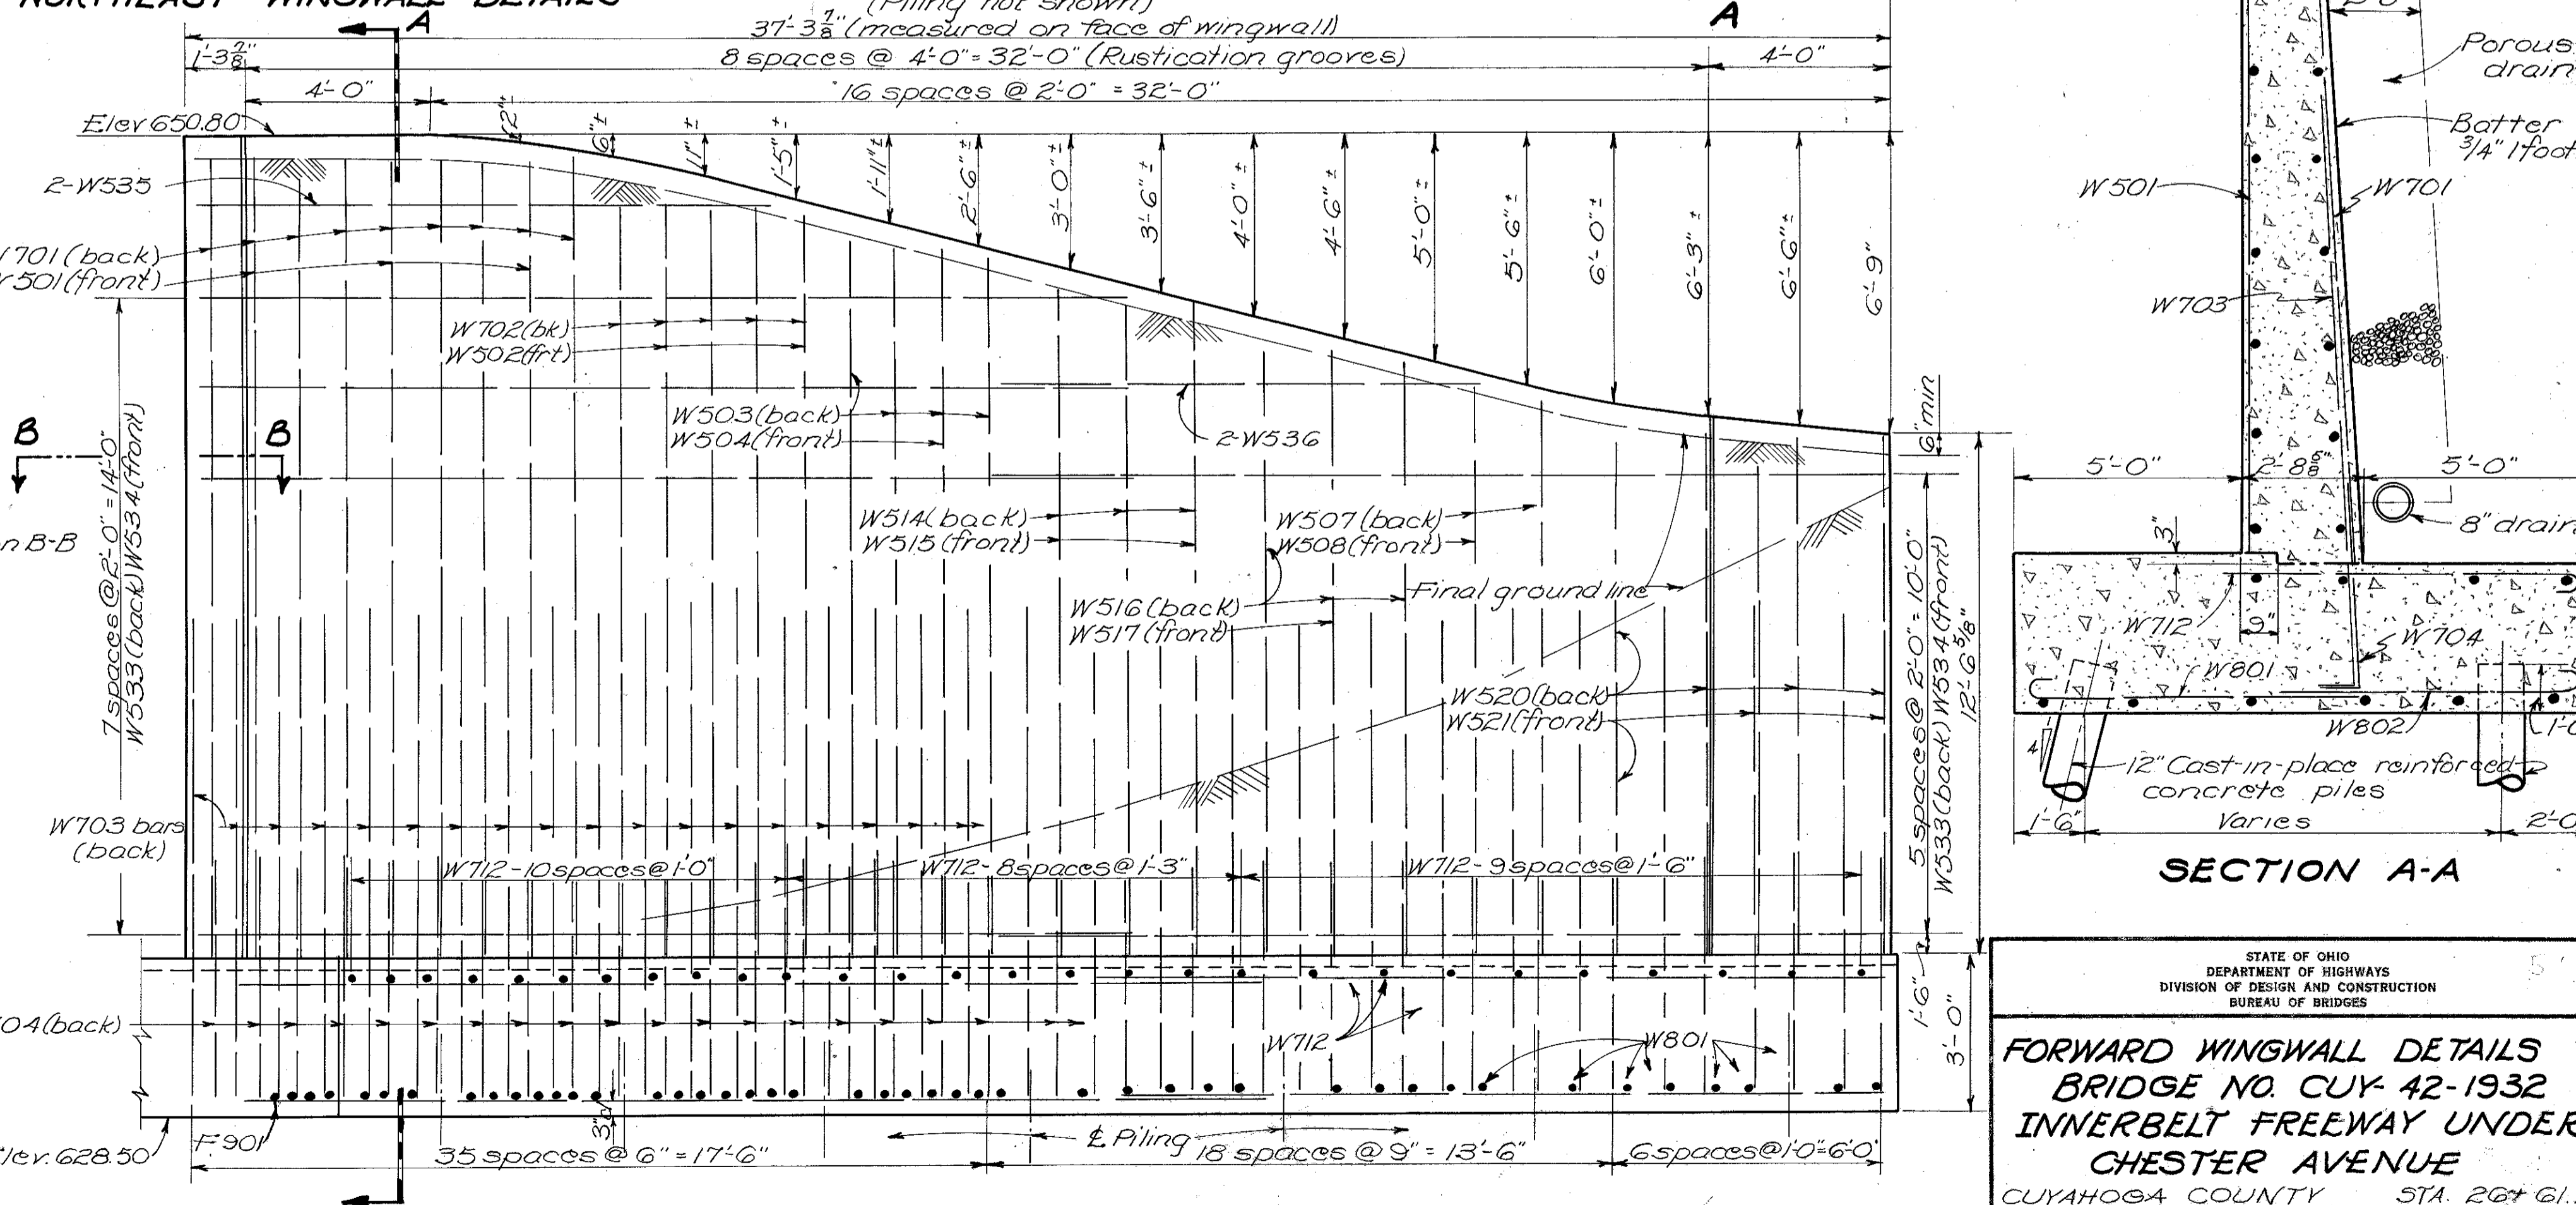 NORTHEAST WINGWALL DETAILS
(Piling not shown)
37'-3 7/8" (measured on face of wingwall)
A
A
1'-3 7/8"
8 spaces @ 4'-0" = 32'-0" (Rustication grooves)
4'-0"
4'-0"
16 spaces @ 2'-0" = 32'-0"
Elev 650.80
2"±
6"±
11"±
1'-5"±
1'-11"±
2'-6"±
3'-0"±
3'-6"±
4'-0"±
4'-6"±
5'-0"±
5'-6"±
6'-0"±
6'-3"±
6'-6"±
6'-9"
2-W535
701 (back)
501 (front)
W702 (bk)
W502 (frt)
W503 (back)
W504 (front)
2-W536
6" min
B
B
n B-B
7 spaces @ 2'-0" = 14'-0"
W533 (back) W534 (front)
W514 (back)
W515 (front)
W507 (back)
W508 (front)
W516 (back)
W517 (front)
Final ground line
W520 (back)
W521 (front)
5 spaces @ 2'-0" = 10'-0"
W533 (back) W534 (front)
12'-6 5/8"
W703 bars
(back)
W712-10 spaces @ 1'-0"
W712-8 spaces @ 1'-3"
W712-9 spaces @ 1'-6"
1'-6"
3'-0"
04 (back)
W712
W801
F901
3"
₵ Piling
lev. 628.50
35 spaces @ 6" = 17'-6"
18 spaces @ 9" = 13'-6"
6 spaces @ 1'-0" = 6'-0"
Porous
drain
Batter
3/4" 1 foot
W501
W701
W703
5'-0"
2'-8 5/8"
5'-0"
8" drain
3"
W712
9"
W704
W801
W802
4
12" Cast-in-place reinforced
concrete piles
1'-6"
Varies
2'-0
SECTION A-A
STATE OF OHIO
DEPARTMENT OF HIGHWAYS
DIVISION OF DESIGN AND CONSTRUCTION
BUREAU OF BRIDGES
FORWARD WINGWALL DETAILS
BRIDGE NO. CUY-42-1932
INNERBELT FREEWAY UNDER
CHESTER AVENUE
CUYAHOGA COUNTY STA. 26+61.